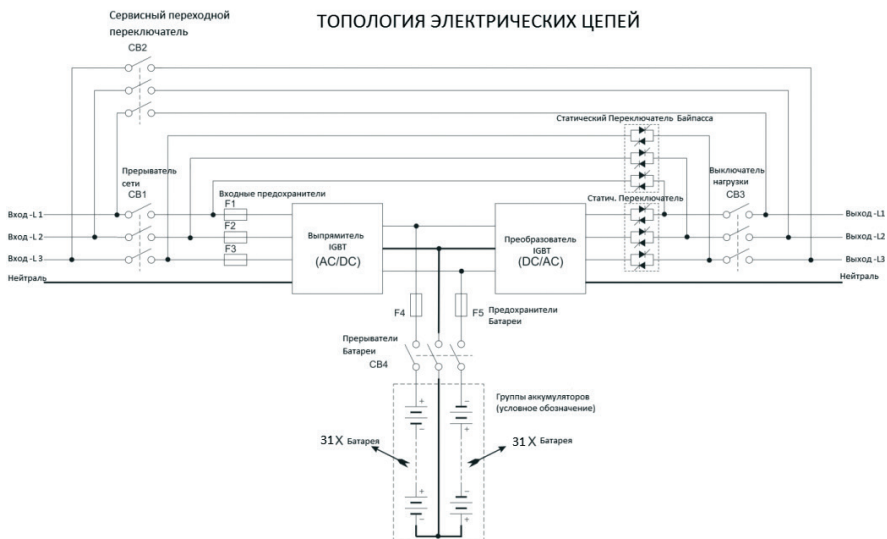 Сервисный переходной
переключатель
CB2
ТОПОЛОГИЯ ЭЛЕКТРИЧЕСКИХ ЦЕПЕЙ
Статический Переключатель Байпасса
Прерыватель
сети
CB1
Входные предохранители
F1
F2
F3
Выключатель
нагрузки
CB3
Статич. Переключатель
Вход -L 1
Вход -L 2
Вход -L 3
Нейтраль
Выпрямитель
IGBT
(AC/DC)
Преобразователь
IGBT
(DC/AC)
Выход -L1
Выход -L2
Выход -L3
Нейтраль
F4
F5
Предохранители
Батареи
Прерыватели
Батареи
CB4
Группы аккумуляторов
(условное обозначение)
+
−
−
+
31X Батарея
31X Батарея
+
−
−
+